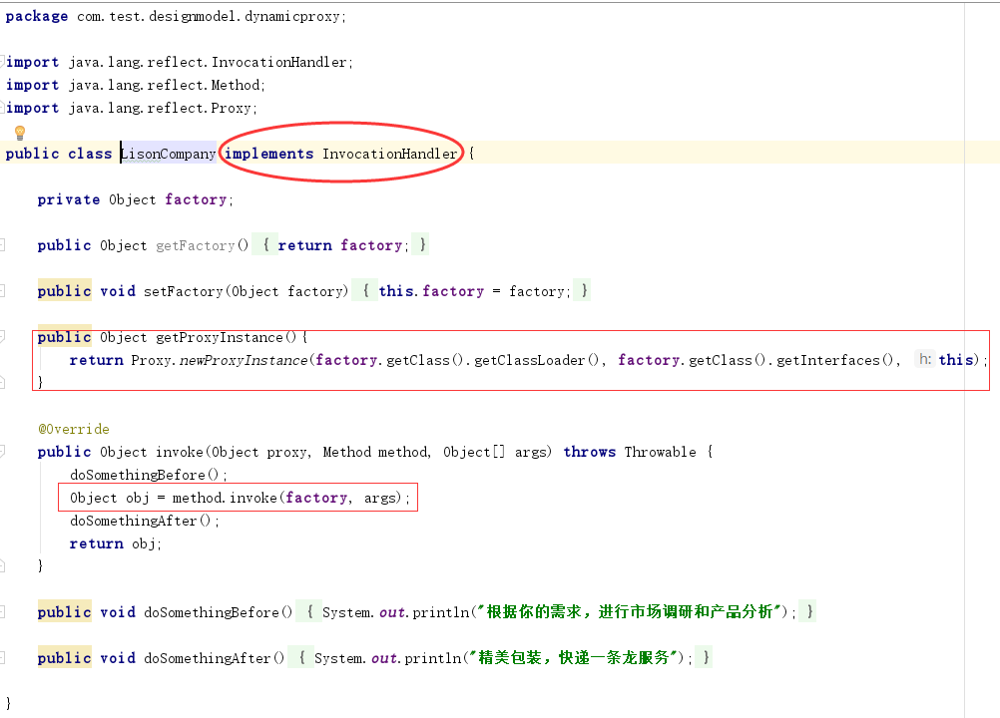 package com.test.designmodel.dynamicproxy;
import java.lang.reflect.InvocationHandler;
import java.lang.reflect.Method;
import java.lang.reflect.Proxy;
public class LisonCompany implements InvocationHandler {
private Object factory;
public Object getFactory() { return factory; }
public void setFactory(Object factory) { this.factory = factory; }
public Object getProxyInstance(){
return Proxy.newProxyInstance(factory.getClass().getClassLoader(), factory.getClass().getInterfaces(), h: this);
}
@Override
public Object invoke(Object proxy, Method method, Object[] args) throws Throwable {
doSomethingBefore();
Object obj = method.invoke(factory, args);
doSomethingAfter();
return obj;
}
public void doSomethingBefore() { System.out.println("根据你的需求，进行市场调研和产品分析"); }
public void doSomethingAfter() { System.out.println("精美包装，快递一条龙服务"); }
}